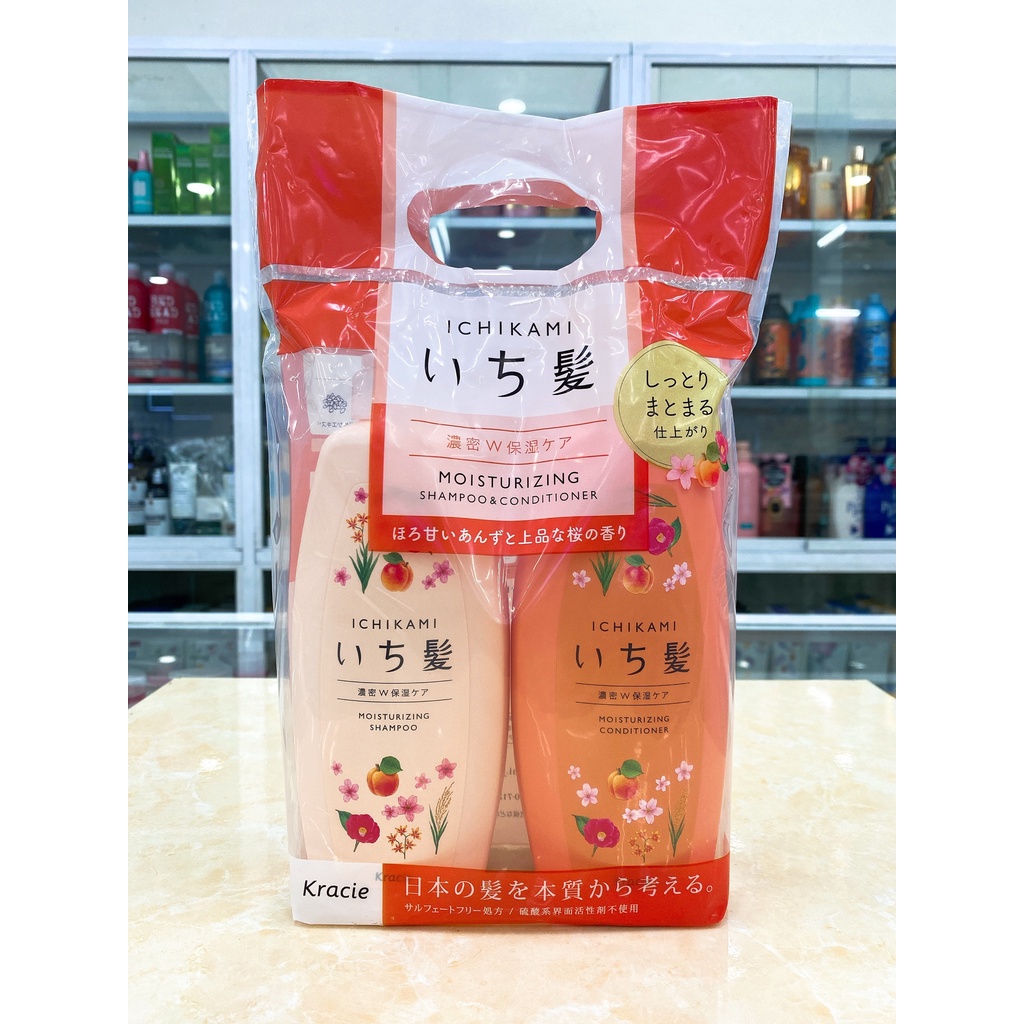 ICHIKAMI
いち髪
濃密W保湿ケア
MOISTURIZING
SHAMPOO&CONDITIONER
ほろ甘いあんずと上品な桜の香り
しっとり
まとまる
仕上がり
ICHIKAMI
いち髪
濃密W保湿ケア
MOISTURIZING
SHAMPOO
ICHIKAMI
いち髪
濃密W保湿ケア
MOISTURIZING
CONDITIONER
Kracie
日本の髪を本質から考える。
サルフェートフリー処方 / 硫酸系界面活性剤不使用